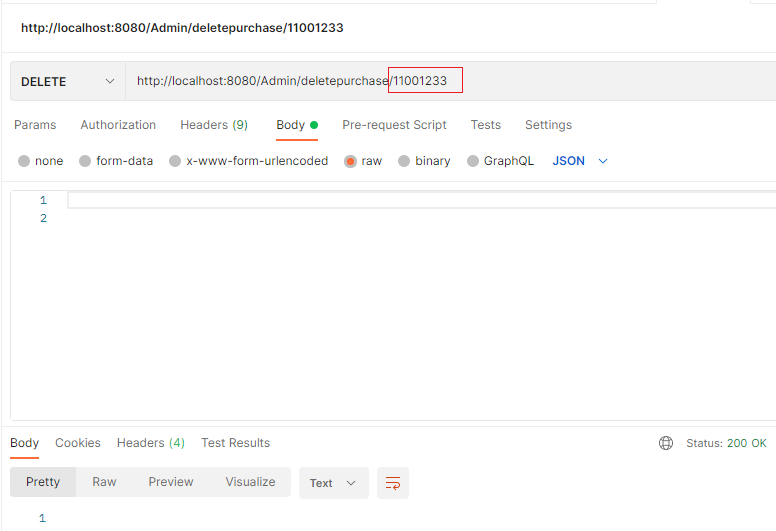 http://localhost:8080/Admin/deletepurchase/11001233
DELETE http://localhost:8080/Admin/deletepurchase/11001233
Params Authorization Headers (9) Body Pre-request Script Tests Settings
none form-data x-www-form-urlencoded raw binary GraphQL JSON
1
2
Body Cookies Headers (4) Test Results Status: 200 OK
Pretty Raw Preview Visualize Text
1